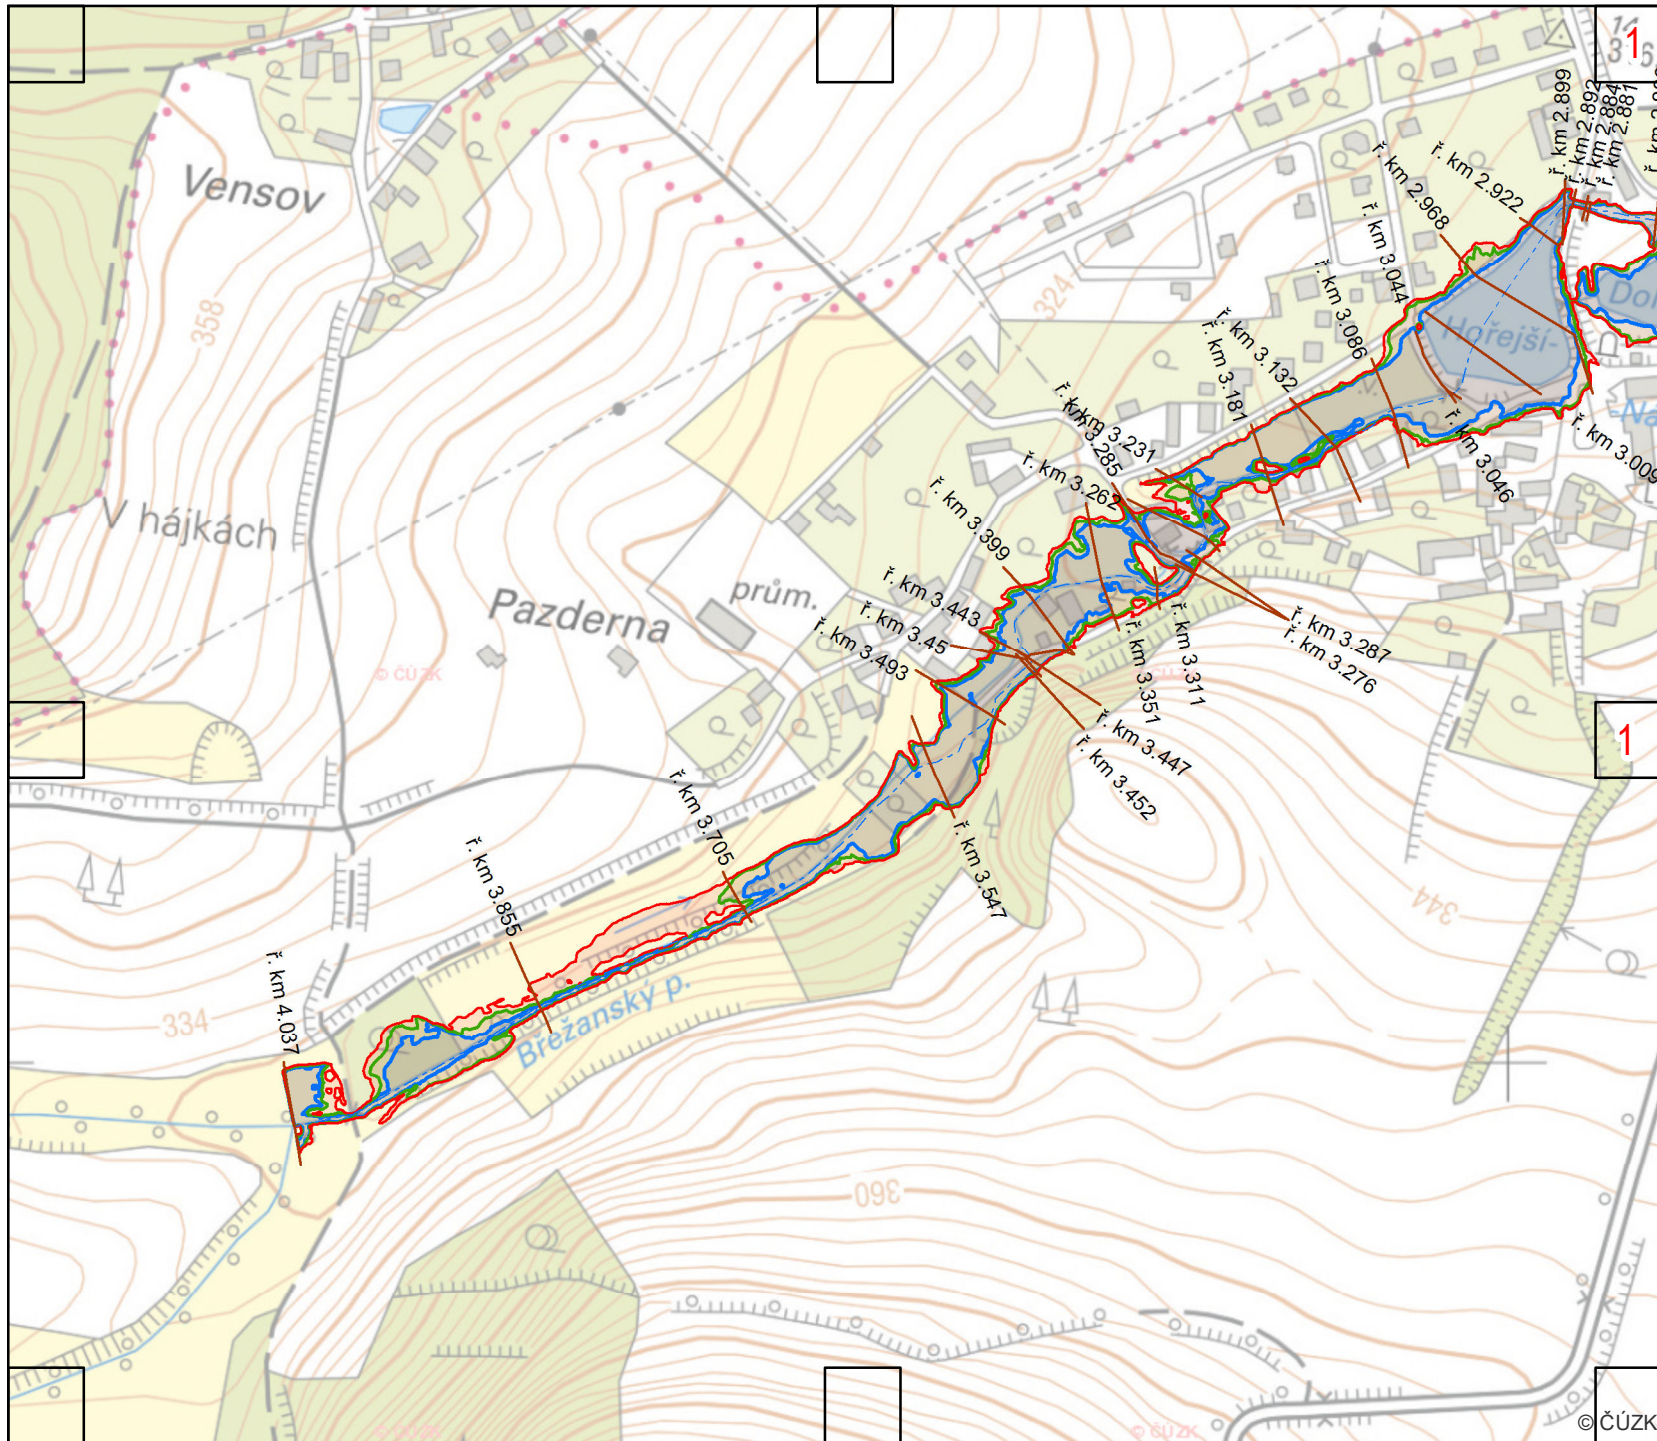 1
ř. km 2.899
ř. km 2.892
ř. km 2.884
ř. km 2.881
ř. km 2.922
ř. km 2.968
ř. km 3.044
ř. km 3.086
ř. km 3.132
ř. km 3.181
ř. km 3.231
ř. km 3.285
ř. km 3.262
ř. km 3.399
ř. km 3.443
ř. km 3.45
ř. km 3.493
ř. km 3.009
ř. km 3.046
ř. km 3.287
ř. km 3.276
ř. km 3.311
ř. km 3.351
ř. km 3.447
ř. km 3.452
ř. km 3.547
ř. km 3.705
ř. km 3.855
ř. km 4.037
Vensov
358
324
Hořejší-
V hájkách
Pazderna
prům.
© ČÚZK
1
344
334
Břežanský p.
360
© ČÚZK
© ČÚZK
© ČÚZK